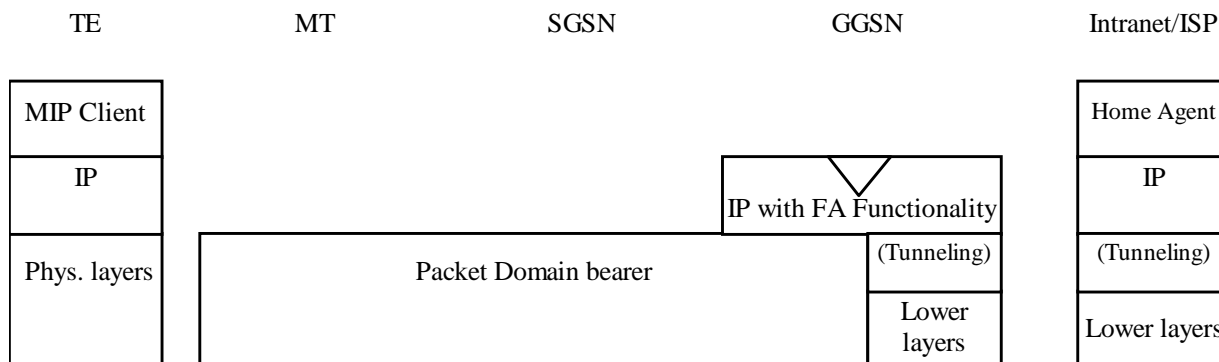 TE MT SGSN GGSN Intranet/ISP
MIP Client Home Agent
IP IP
IP with FA Functionality
Phys. layers Packet Domain bearer (Tunneling) (Tunneling)
Lower
layers Lower layers